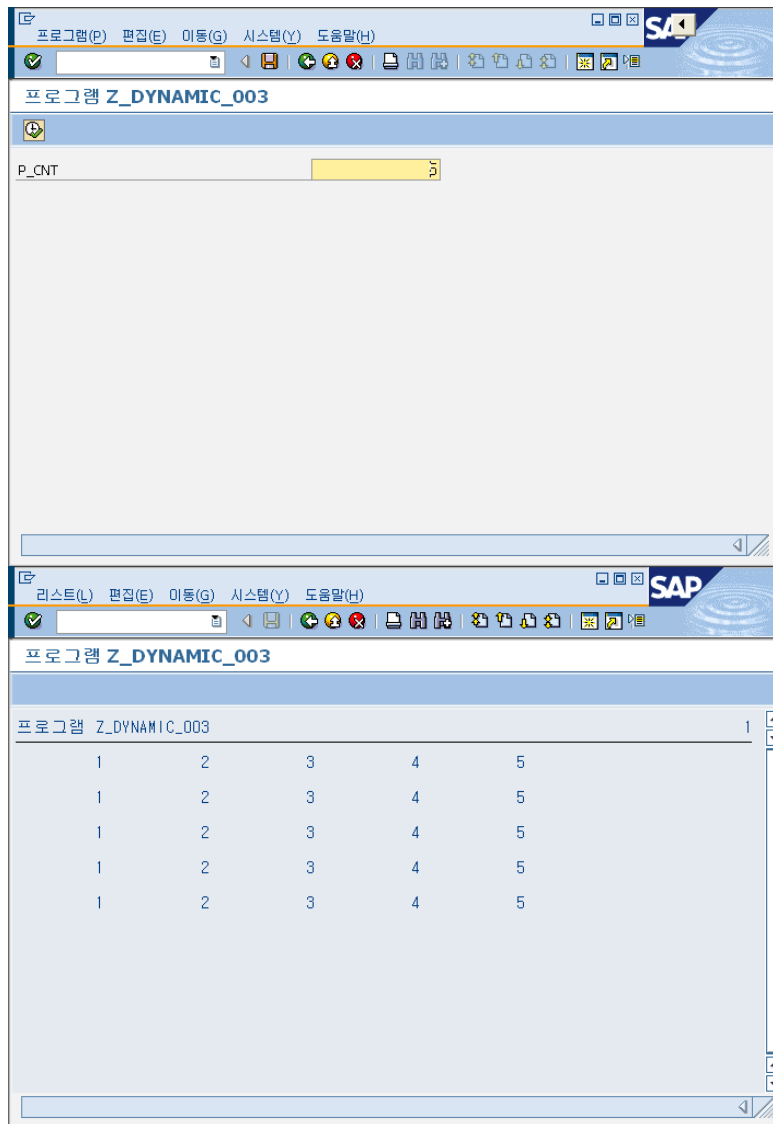 프로그램(P) 편집(E) 이동(G) 시스템(Y) 도움말(H)
프로그램 Z_DYNAMIC_003
P_CNT 5
리스트(L) 편집(E) 이동(G) 시스템(Y) 도움말(H)
SAP
프로그램 Z_DYNAMIC_003
프로그램 Z_DYNAMIC_003 1
1 2 3 4 5
1 2 3 4 5
1 2 3 4 5
1 2 3 4 5
1 2 3 4 5